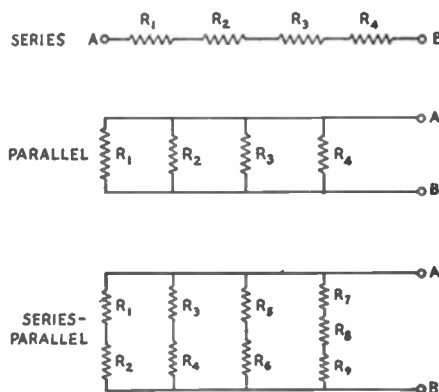 R1 R2 R3 R4
SERIES A B
A
PARALLEL R1 R2 R3 R4
B
A
R1 R3 R5 R7
SERIES- R8
PARALLEL
R2 R4 R6 R9
B